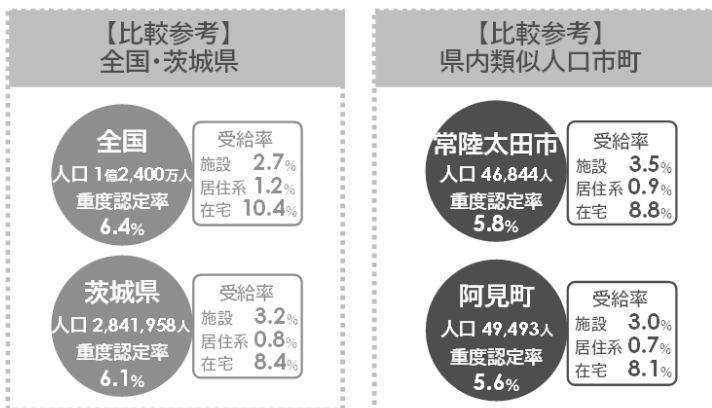 【比較参考】
全国・茨城県
全国
人口 1億2,400万人
重度認定率
6.4%
受給率
施設 2.7%
居住系 1.2%
在宅 10.4%
茨城県
人口 2,841,958人
重度認定率
6.1%
受給率
施設 3.2%
居住系 0.8%
在宅 8.4%
【比較参考】
県内類似人口市町
常陸太田市
人口 46,844人
重度認定率
5.8%
受給率
施設 3.5%
居住系 0.9%
在宅 8.8%
阿見町
人口 49,493人
重度認定率
5.6%
受給率
施設 3.0%
居住系 0.7%
在宅 8.1%